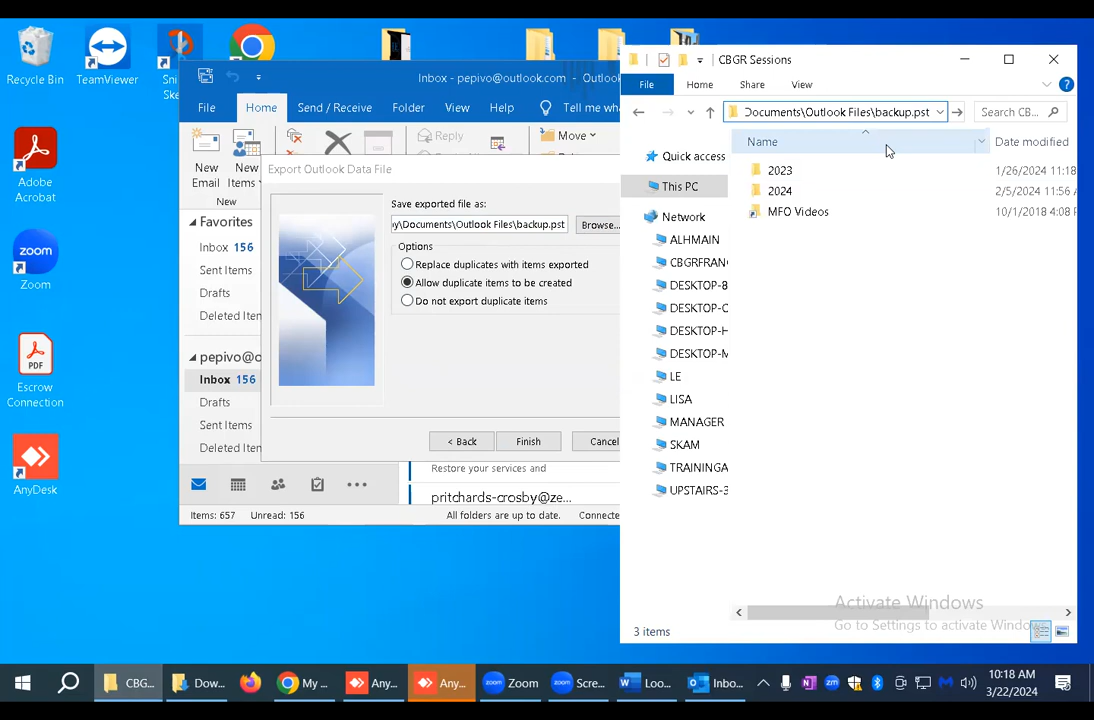 Recycle Bin
TeamViewer
Adobe
Acrobat
zoom
Zoom
PDF
Escrow
Connection
AnyDesk
Inbox - pepivo@outlook.com - Outlo
File
Home
Send / Receive
Folder
View
Help
Tell me
New
Email
New
Items
New
Reply
Move
Favorites
Inbox 156
Sent Items
Drafts
Deleted Item
pepivo@o
Inbox 156
Drafts
Sent Items
Deleted Item
Export Outlook Data File
Save exported file as:
y\Documents\Outlook Files\backup.pst
Browse...
Options
Replace duplicates with items exported
Allow duplicate items to be created
Do not export duplicate items
< Back
Finish
Cancel
Restore your services and
pritchards-crosby@ze...
Items: 657
Unread: 156
All folders are up to date.
Connecte
CBGR Sessions
File
Home
Share
View
Documents\Outlook Files\backup.pst
Search CB...
Name
Date modified
2023
1/26/2024 11:18
2024
2/5/2024 11:56 A
MFO Videos
10/1/2018 4:08 P
Quick access
This PC
Network
ALHMAIN
CBGRFRAN
DESKTOP-8
DESKTOP-
DESKTOP-H
DESKTOP-M
LE
LISA
MANAGER
SKAM
TRAININGA
UPSTAIRS-3
Activate Windows
Go to Settings to activate Windows.
3 items
CBG...
Dow...
My ...
Any...
Any...
Zoom
Scre...
Loo...
Inbo...
10:18 AM
3/22/2024